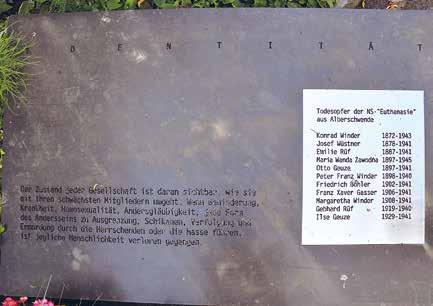 IDENTITÄT
Der Zustand jeder Gesellschaft ist daran sichtbar, wie sie
mit ihren schwächsten Mitgliedern umgeht. Wenn Behinderung,
Krankheit, Homosexualität, Andersgläubigkeit, jede Form
des Andersseins zu Ausgrenzung, Schikanen, Verfolgung und
Ermordung durch die Herrschenden oder die Masse führen,
ist jegliche Menschlichkeit verloren gegangen.
Todesopfer der NS-"Euthanasie"
aus Alberschwende
Konrad Winder 1872-1943
Josef Wüstner 1878-1941
Emilie Rüf 1887-1941
Maria Wanda Zawodna 1897-1945
Otto Geuze 1897-1941
Peter Franz Winder 1898-1940
Friedrich Böhler 1902-1941
Franz Xaver Gasser 1906-1941
Margaretha Winder 1908-1941
Gebhard Rüf 1919-1940
Ilse Geuze 1929-1941